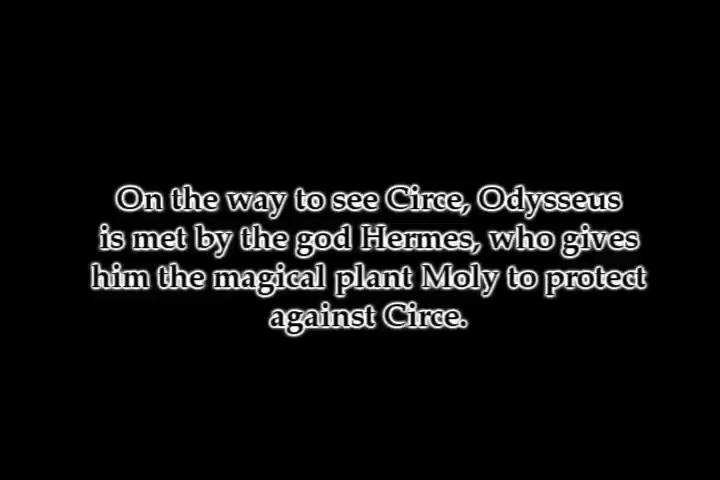 On the way to see Circe, Odysseus
is met by the god Hermes, who gives
him the magical plant Moly to protect
against Circe.